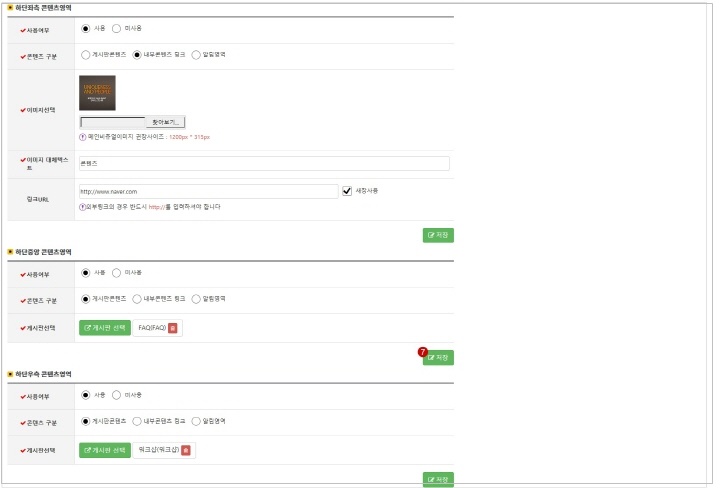 하단좌측 콘텐츠영역
✔사용여부 사용 미사용
✔콘텐츠 구분 게시판콘텐츠 내부콘텐츠 링크 알림영역
✔이미지선택
찾아보기...
메인비쥬얼이미지 권장사이즈 : 1200px * 315px
✔이미지 대체텍스트 콘텐츠
링크URL http://www.naver.com 새창사용
외부링크의 경우 반드시 http://를 입력하셔야 합니다
저장
하단중앙 콘텐츠영역
✔사용여부 사용 미사용
✔콘텐츠 구분 게시판콘텐츠 내부콘텐츠 링크 알림영역
✔게시판선택 게시판 선택 FAQ(FAQ)
7 저장
하단우측 콘텐츠영역
✔사용여부 사용 미사용
✔콘텐츠 구분 게시판콘텐츠 내부콘텐츠 링크 알림영역
✔게시판선택 게시판 선택 워크샵(워크샵)
저장